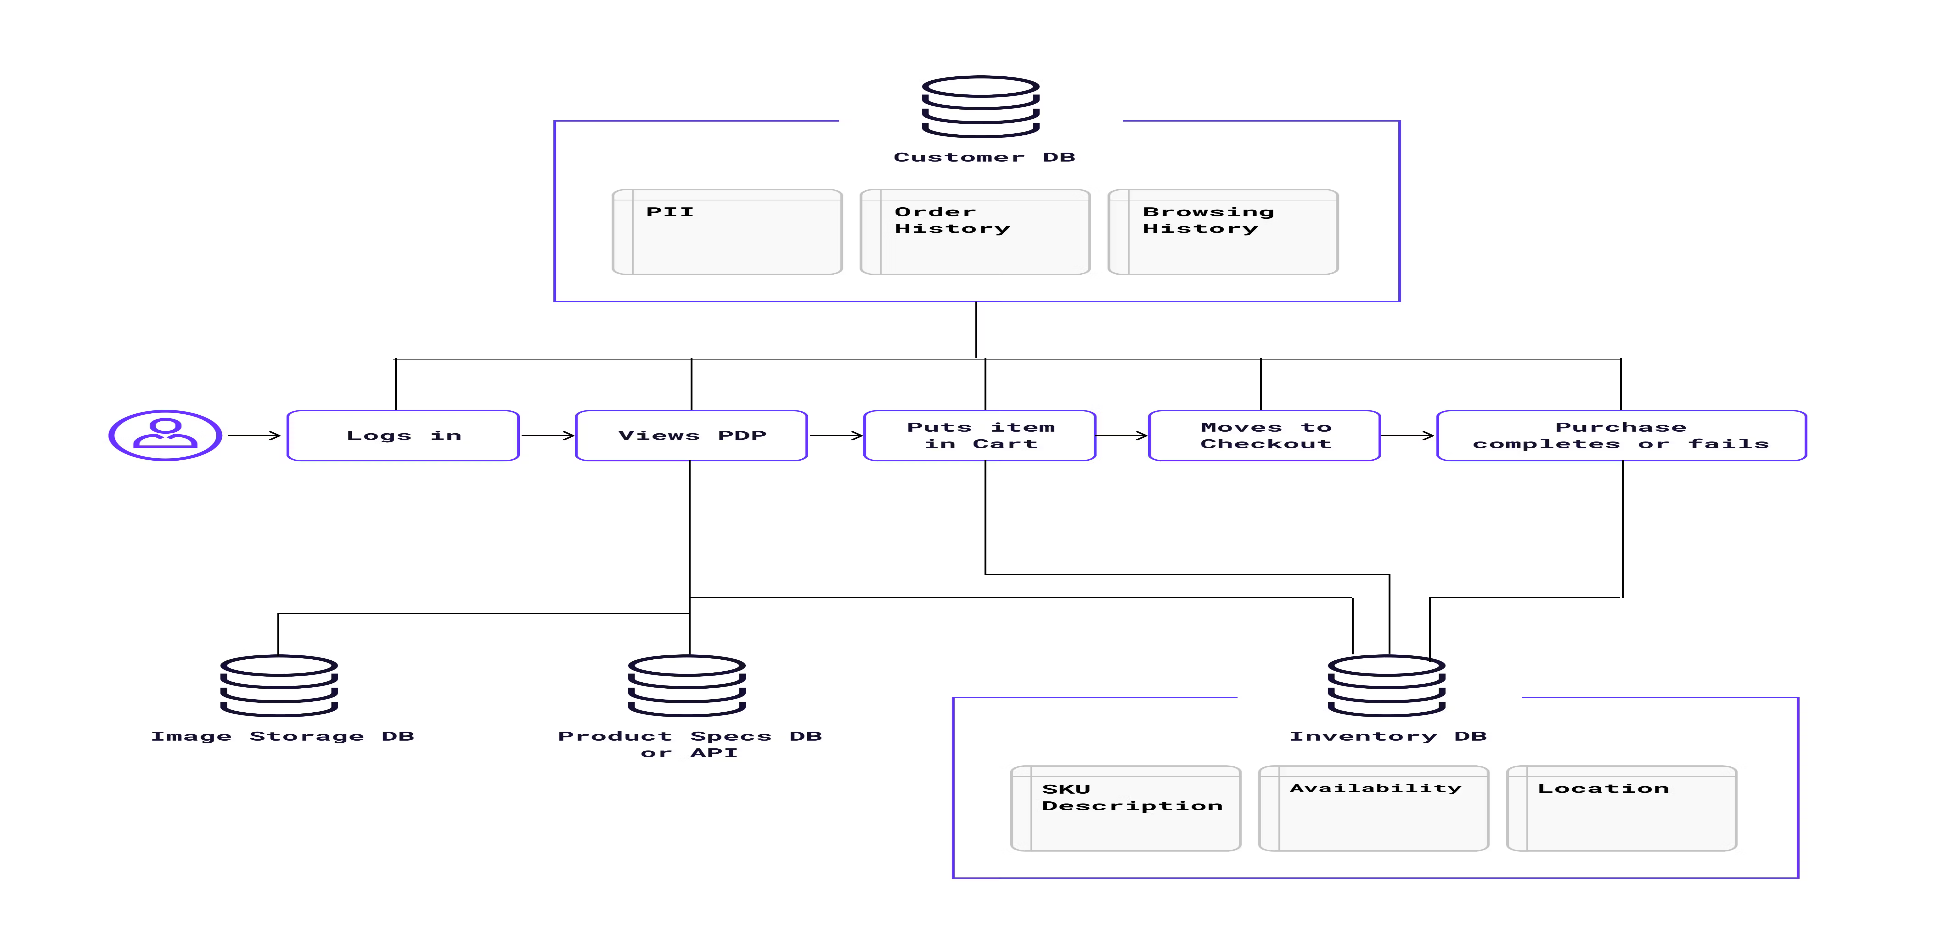 Customer DB
PII
Order
History
Browsing
History
Logs in
Views PDP
Puts item
in Cart
Moves to
Checkout
Purchase
completes or fails
Image Storage DB
Product Specs DB
or API
Inventory DB
SKU
Description
Availability
Location